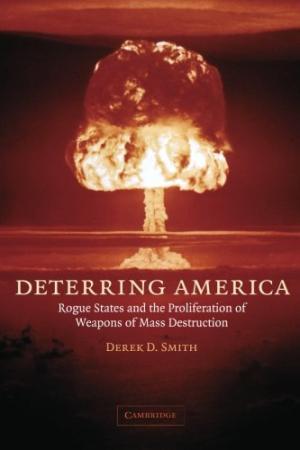 DETERRING AMERICA
Rogue States and the Proliferation of
Weapons of Mass Destruction
DEREK D. SMITH
CAMBRIDGE